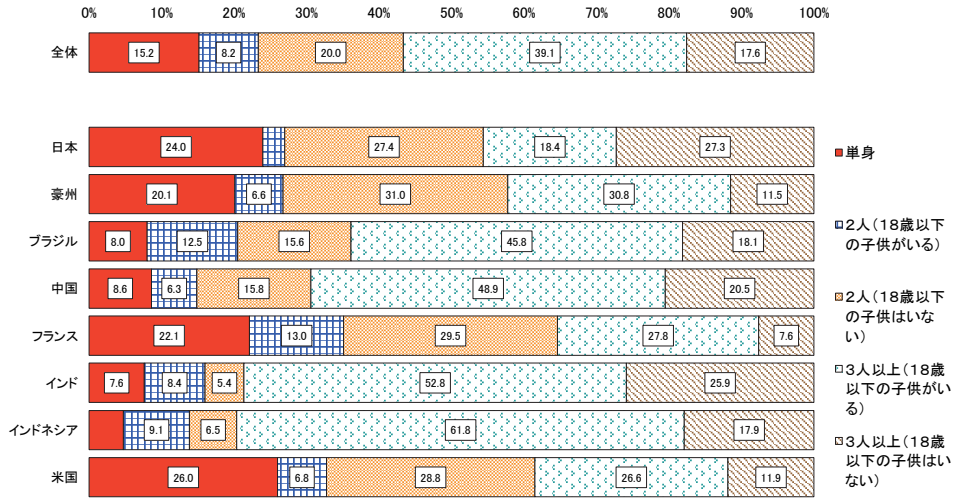 0% 10% 20% 30% 40% 50% 60% 70% 80% 90% 100%
全体 15.2 8.2 20.0 39.1 17.6
日本 24.0 27.4 18.4 27.3
豪州 20.1 6.6 31.0 30.8 11.5
ブラジル 8.0 12.5 15.6 45.8 18.1
中国 8.6 6.3 15.8 48.9 20.5
フランス 22.1 13.0 29.5 27.8 7.6
インド 7.6 8.4 5.4 52.8 25.9
インドネシア 9.1 6.5 61.8 17.9
米国 26.0 6.8 28.8 26.6 11.9
単身
2人(18歳以下
の子供がいる)
2人(18歳以下
の子供はいな
い)
3人以上(18歳
以下の子供がい
る)
3人以上(18歳
以下の子供はい
ない)